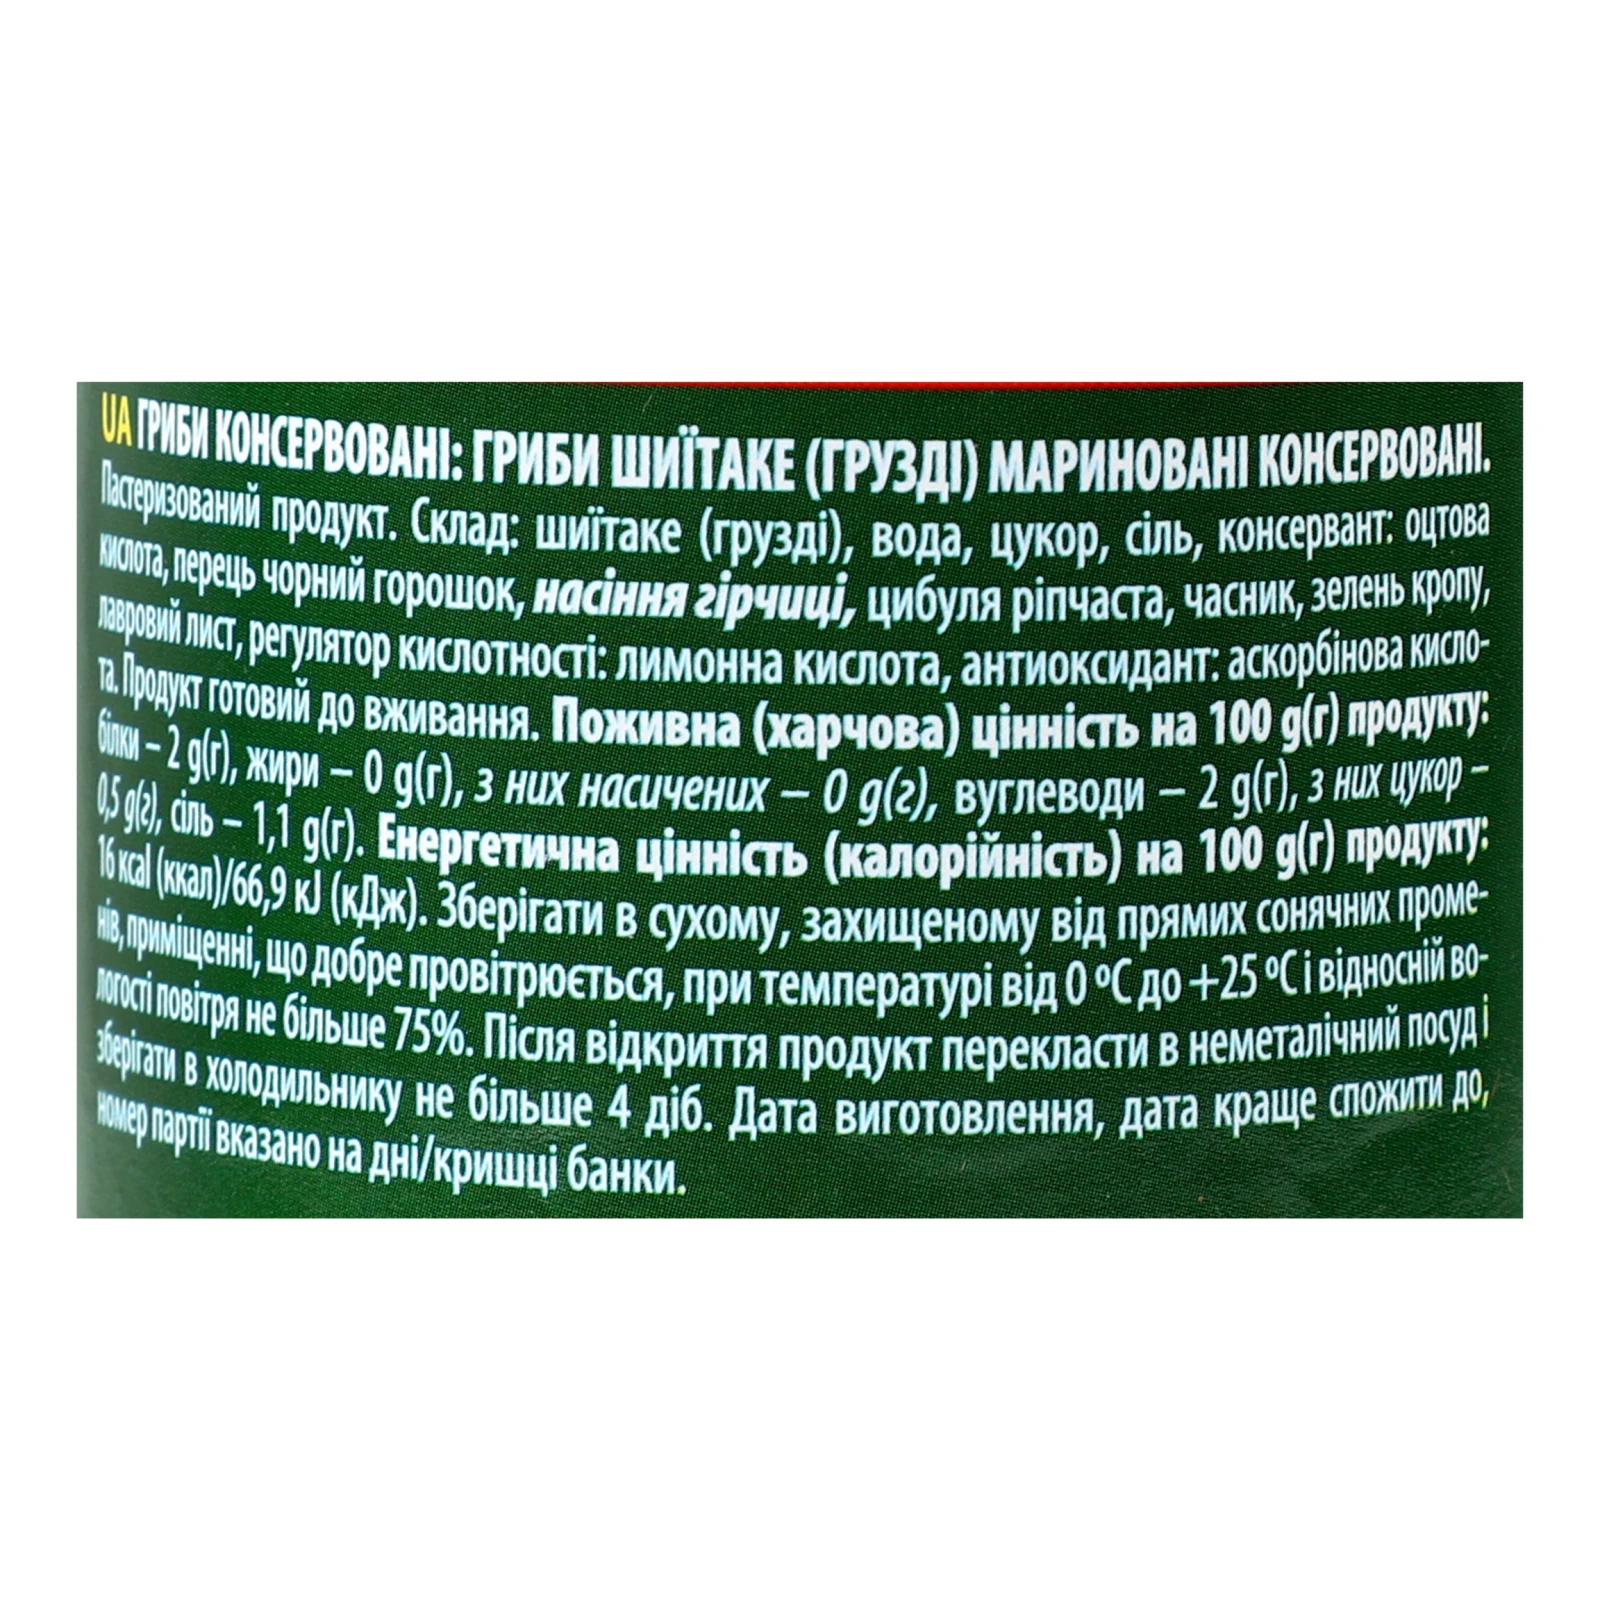 UA ГРИБИ КОНСЕРВОВАНІ: ГРИБИ ШИЇТАКЕ (ГРУЗДІ) МАРИНОВАНІ КОНСЕРВОВАНІ.
Пастеризований продукт. Склад: шиїтаке (грузді), вода, цукор, сіль, консервант: оцтова
кислота, перець чорний горошок, насіння гірчиці, цибуля ріпчаста, часник, зелень кропу,
лавровий лист, регулятор кислотності: лимонна кислота, антиоксидант: аскорбінова кисло-
та. Продукт готовий до вживання. Поживна (харчова) цінність на 100 g(г) продукту:
білки – 2 g(г), жири – 0 g(г), з них насичених – 0 g(г), вуглеводи – 2 g(г), з них цукор –
0,5 g(г), сіль – 1,1 g(г). Енергетична цінність (калорійність) на 100 g(г) продукту:
16 kcal (ккал)/66,9 kJ (кДж). Зберігати в сухому, захищеному від прямих сонячних проме-
нів, приміщенні, що добре провітрюється, при температурі від 0 ºС до +25 ºС і відносній во-
логості повітря не більше 75%. Після відкриття продукт перекласти в неметалічний посуд і
зберігати в холодильнику не більше 4 діб. Дата виготовлення, дата краще спожити до,
номер партії вказано на дні/кришці банки.